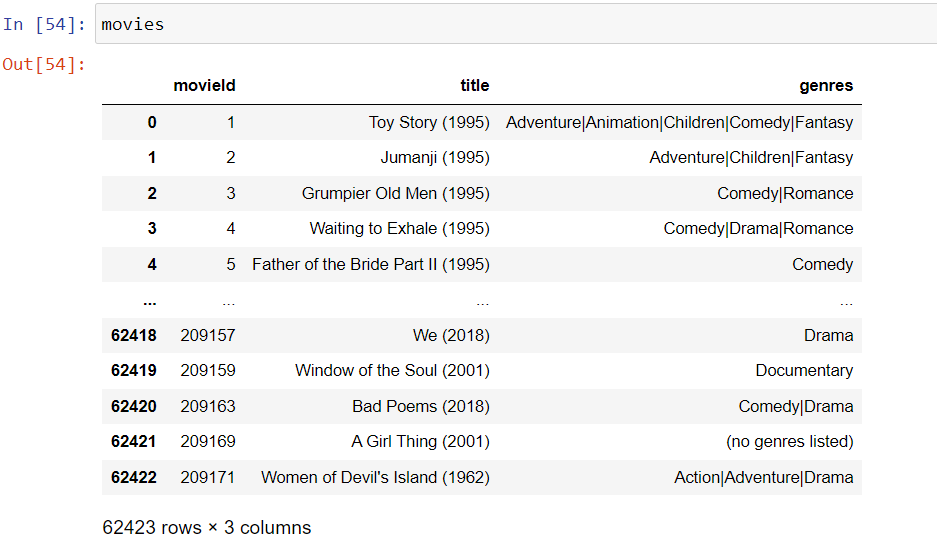 In [54]: movies
Out[54]:
movieId title genres
0 1 Toy Story (1995) Adventure|Animation|Children|Comedy|Fantasy
1 2 Jumanji (1995) Adventure|Children|Fantasy
2 3 Grumpier Old Men (1995) Comedy|Romance
3 4 Waiting to Exhale (1995) Comedy|Drama|Romance
4 5 Father of the Bride Part II (1995) Comedy
... ... ... ...
62418 209157 We (2018) Drama
62419 209159 Window of the Soul (2001) Documentary
62420 209163 Bad Poems (2018) Comedy|Drama
62421 209169 A Girl Thing (2001) (no genres listed)
62422 209171 Women of Devil's Island (1962) Action|Adventure|Drama
62423 rows × 3 columns